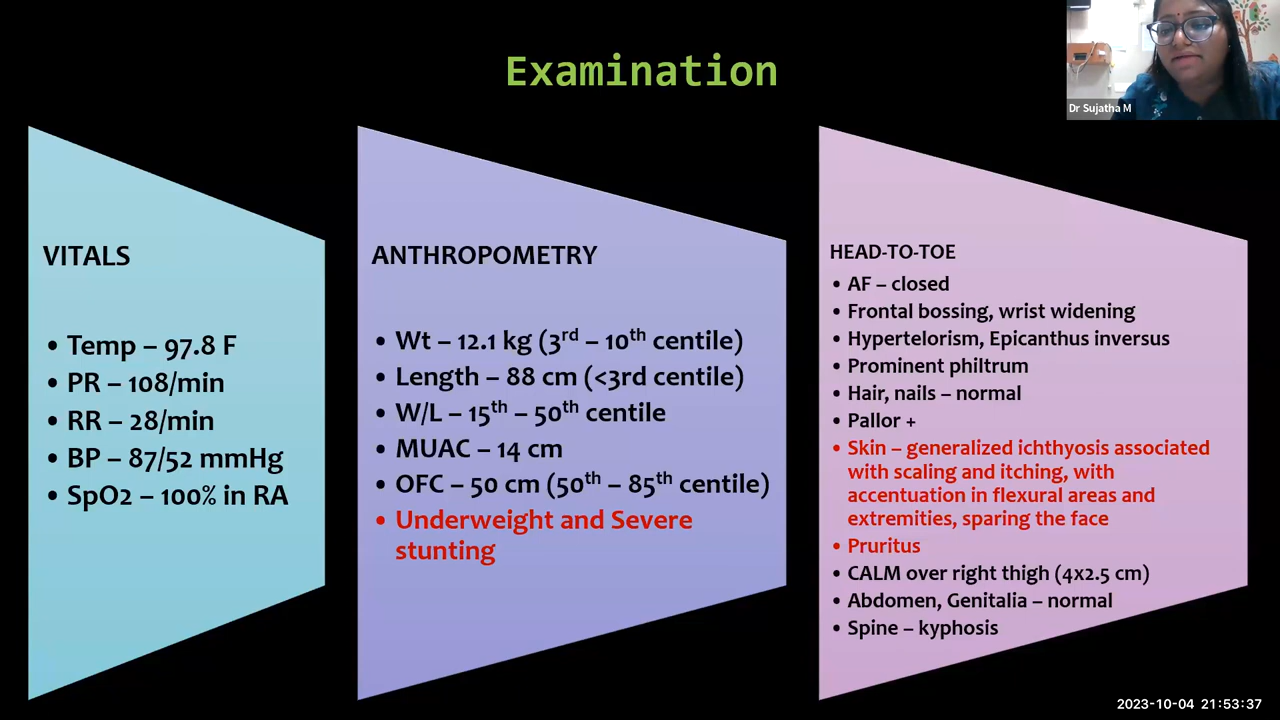 Examination
Dr Sujatha M
VITALS
• Temp – 97.8 F
• PR – 108/min
• RR – 28/min
• BP – 87/52 mmHg
• SpO2 – 100% in RA
ANTHROPOMETRY
• Wt – 12.1 kg (3rd – 10th centile)
• Length – 88 cm (<3rd centile)
• W/L – 15th – 50th centile
• MUAC – 14 cm
• OFC – 50 cm (50th – 85th centile)
• Underweight and Severe
stunting
HEAD-TO-TOE
• AF – closed
• Frontal bossing, wrist widening
• Hypertelorism, Epicanthus inversus
• Prominent philtrum
• Hair, nails – normal
• Pallor +
• Skin – generalized ichthyosis associated
with scaling and itching, with
accentuation in flexural areas and
extremities, sparing the face
• Pruritus
• CALM over right thigh (4x2.5 cm)
• Abdomen, Genitalia – normal
• Spine – kyphosis
2023-10-04 21:53:37